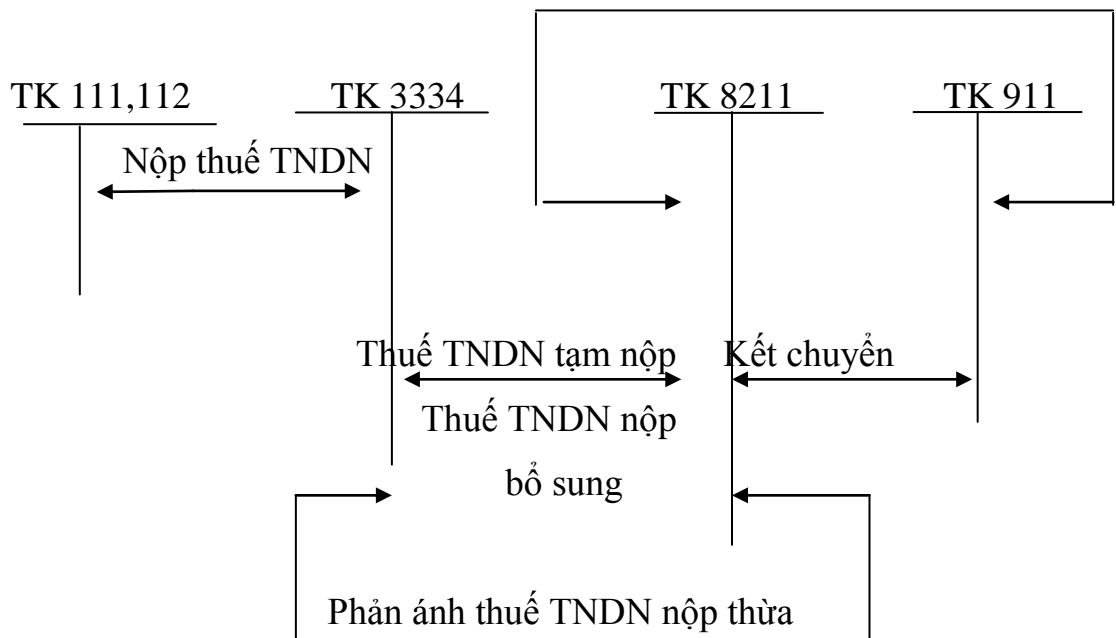 TK 111,112 TK 3334 TK 8211 TK 911
Nộp thuế TNDN
Thuế TNDN tạm nộp Kết chuyển
Thuế TNDN nộp
bổ sung
Phản ánh thuế TNDN nộp thừa